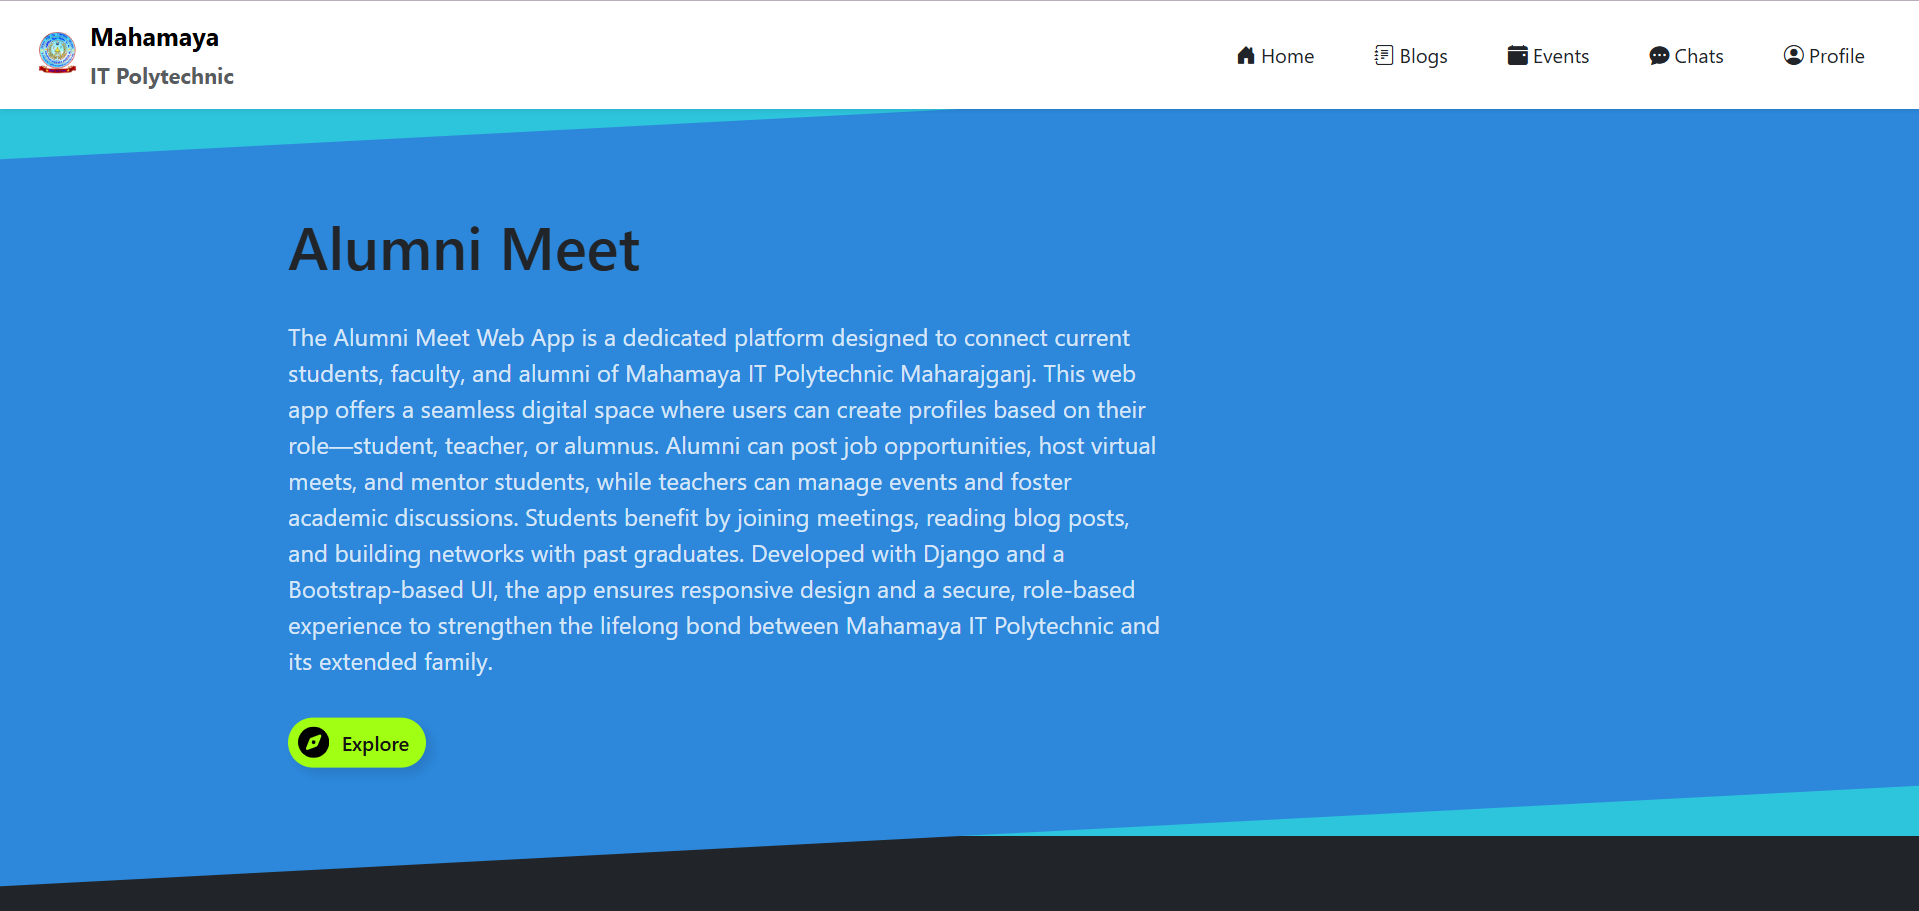 Mahamaya
IT Polytechnic
Home
Blogs
Events
Chats
Profile
Alumni Meet
The Alumni Meet Web App is a dedicated platform designed to connect current
students, faculty, and alumni of Mahamaya IT Polytechnic Maharajganj. This web
app offers a seamless digital space where users can create profiles based on their
role—student, teacher, or alumnus. Alumni can post job opportunities, host virtual
meets, and mentor students, while teachers can manage events and foster
academic discussions. Students benefit by joining meetings, reading blog posts,
and building networks with past graduates. Developed with Django and a
Bootstrap-based UI, the app ensures responsive design and a secure, role-based
experience to strengthen the lifelong bond between Mahamaya IT Polytechnic and
its extended family.
Explore